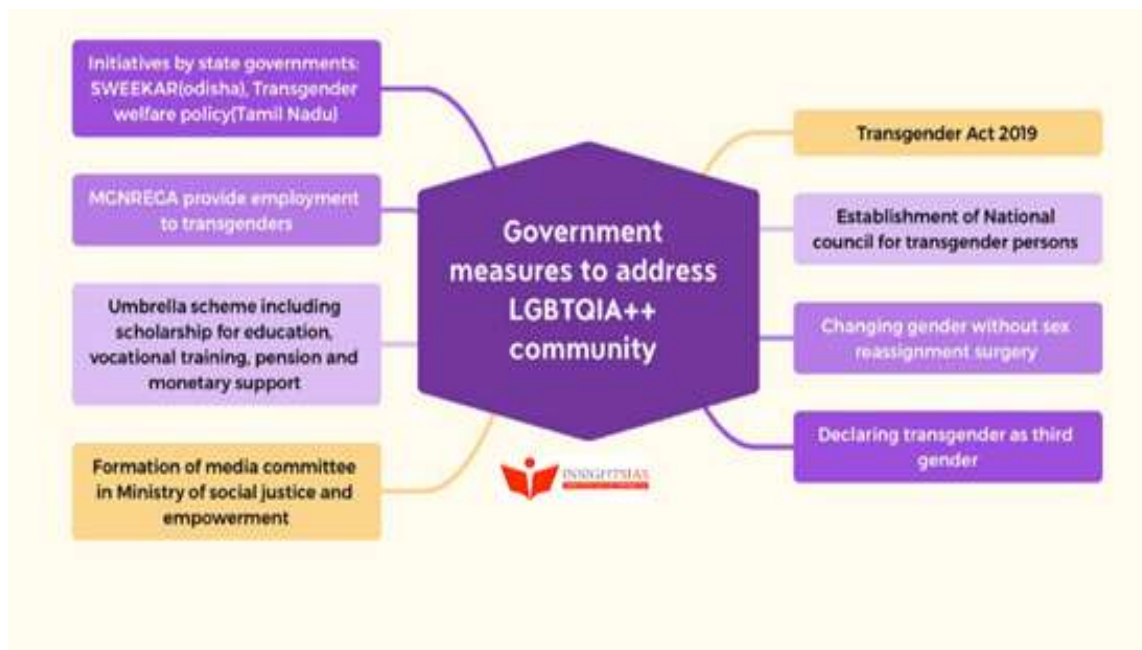 Initiatives by state governments:
SWEEKAR(odisha), Transgender
welfare policy(Tamil Nadu)
MGNREGA provide employment
to transgenders
Umbrella scheme including
scholarship for education,
vocational training, pension and
monetary support
Formation of media committee
in Ministry of social justice and
empowerment
Government
measures to address
LGBTQIA++
community
INSIGHTSIAS
Transgender Act 2019
Establishment of National
council for transgender persons
Changing gender without sex
reassignment surgery
Declaring transgender as third
gender